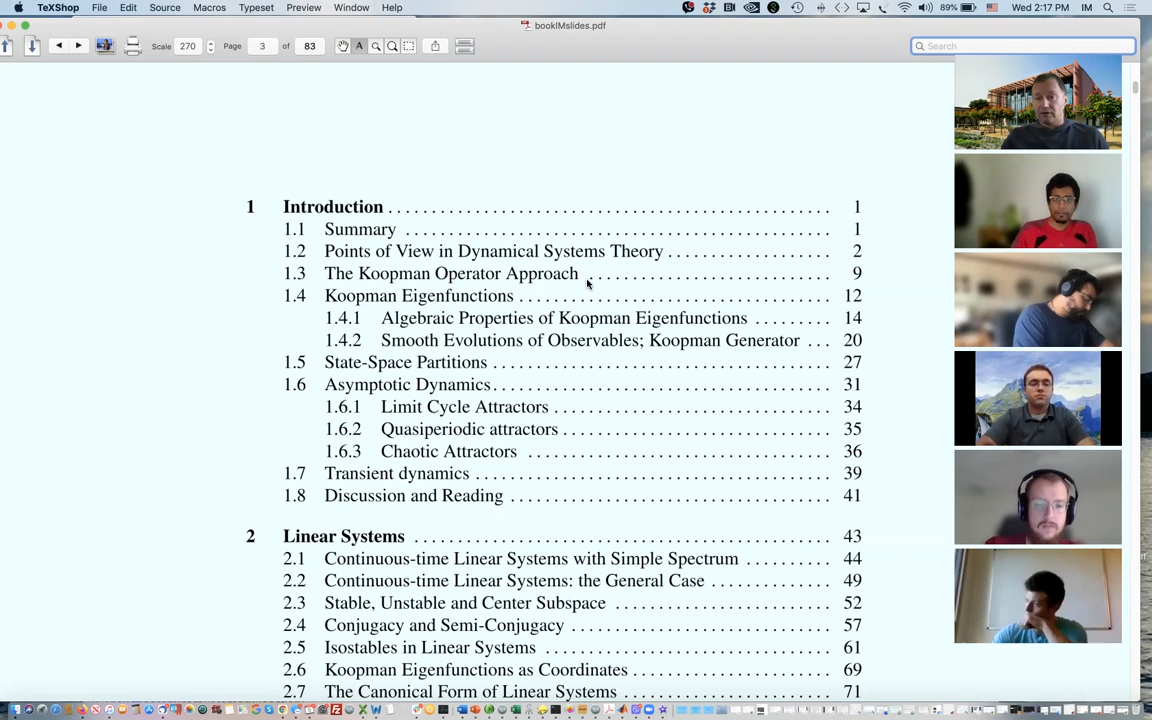 TeXShop File Edit Source Macros Typeset Preview Window Help 89% Wed 2:17 PM IM
bookIMslides.pdf
Scale 270 Page 3 of 83 A Search
1 Introduction . . . . . . . . . . . . . . . . . . . . . . . . . . . . . . . . . . . 1
1.1 Summary . . . . . . . . . . . . . . . . . . . . . . . . . . . . . . . . . 1
1.2 Points of View in Dynamical Systems Theory . . . . . . . . . . . . . 2
1.3 The Koopman Operator Approach . . . . . . . . . . . . . . . . . . . 9
1.4 Koopman Eigenfunctions . . . . . . . . . . . . . . . . . . . . . . . . 12
1.4.1 Algebraic Properties of Koopman Eigenfunctions . . . . . . . . . 14
1.4.2 Smooth Evolutions of Observables; Koopman Generator . . . 20
1.5 State-Space Partitions . . . . . . . . . . . . . . . . . . . . . . . . . . 27
1.6 Asymptotic Dynamics . . . . . . . . . . . . . . . . . . . . . . . . . . 31
1.6.1 Limit Cycle Attractors . . . . . . . . . . . . . . . . . . . . . . 34
1.6.2 Quasiperiodic attractors . . . . . . . . . . . . . . . . . . . . . 35
1.6.3 Chaotic Attractors . . . . . . . . . . . . . . . . . . . . . . . . 36
1.7 Transient dynamics . . . . . . . . . . . . . . . . . . . . . . . . . . . . 39
1.8 Discussion and Reading . . . . . . . . . . . . . . . . . . . . . . . . . 41
2 Linear Systems . . . . . . . . . . . . . . . . . . . . . . . . . . . . . . . . 43
2.1 Continuous-time Linear Systems with Simple Spectrum . . . . . . . . 44
2.2 Continuous-time Linear Systems: the General Case . . . . . . . . . . 49
2.3 Stable, Unstable and Center Subspace . . . . . . . . . . . . . . . . . 52
2.4 Conjugacy and Semi-Conjugacy . . . . . . . . . . . . . . . . . . . . 57
2.5 Isostables in Linear Systems . . . . . . . . . . . . . . . . . . . . . . 61
2.6 Koopman Eigenfunctions as Coordinates . . . . . . . . . . . . . . . 69
2.7 The Canonical Form of Linear Systems . . . . . . . . . . . . . . . . 71